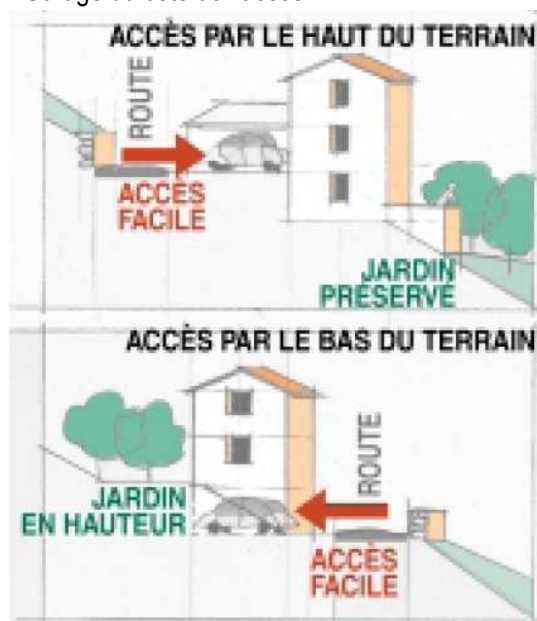 ACCÈS PAR LE HAUT DU TERRAIN
ROUTE
ACCÈS
FACILE
JARDIN
PRÉSERVÉ
ACCÈS PAR LE BAS DU TERRAIN
ROUTE
JARDIN
EN HAUTEUR
ACCÈS
FACILE